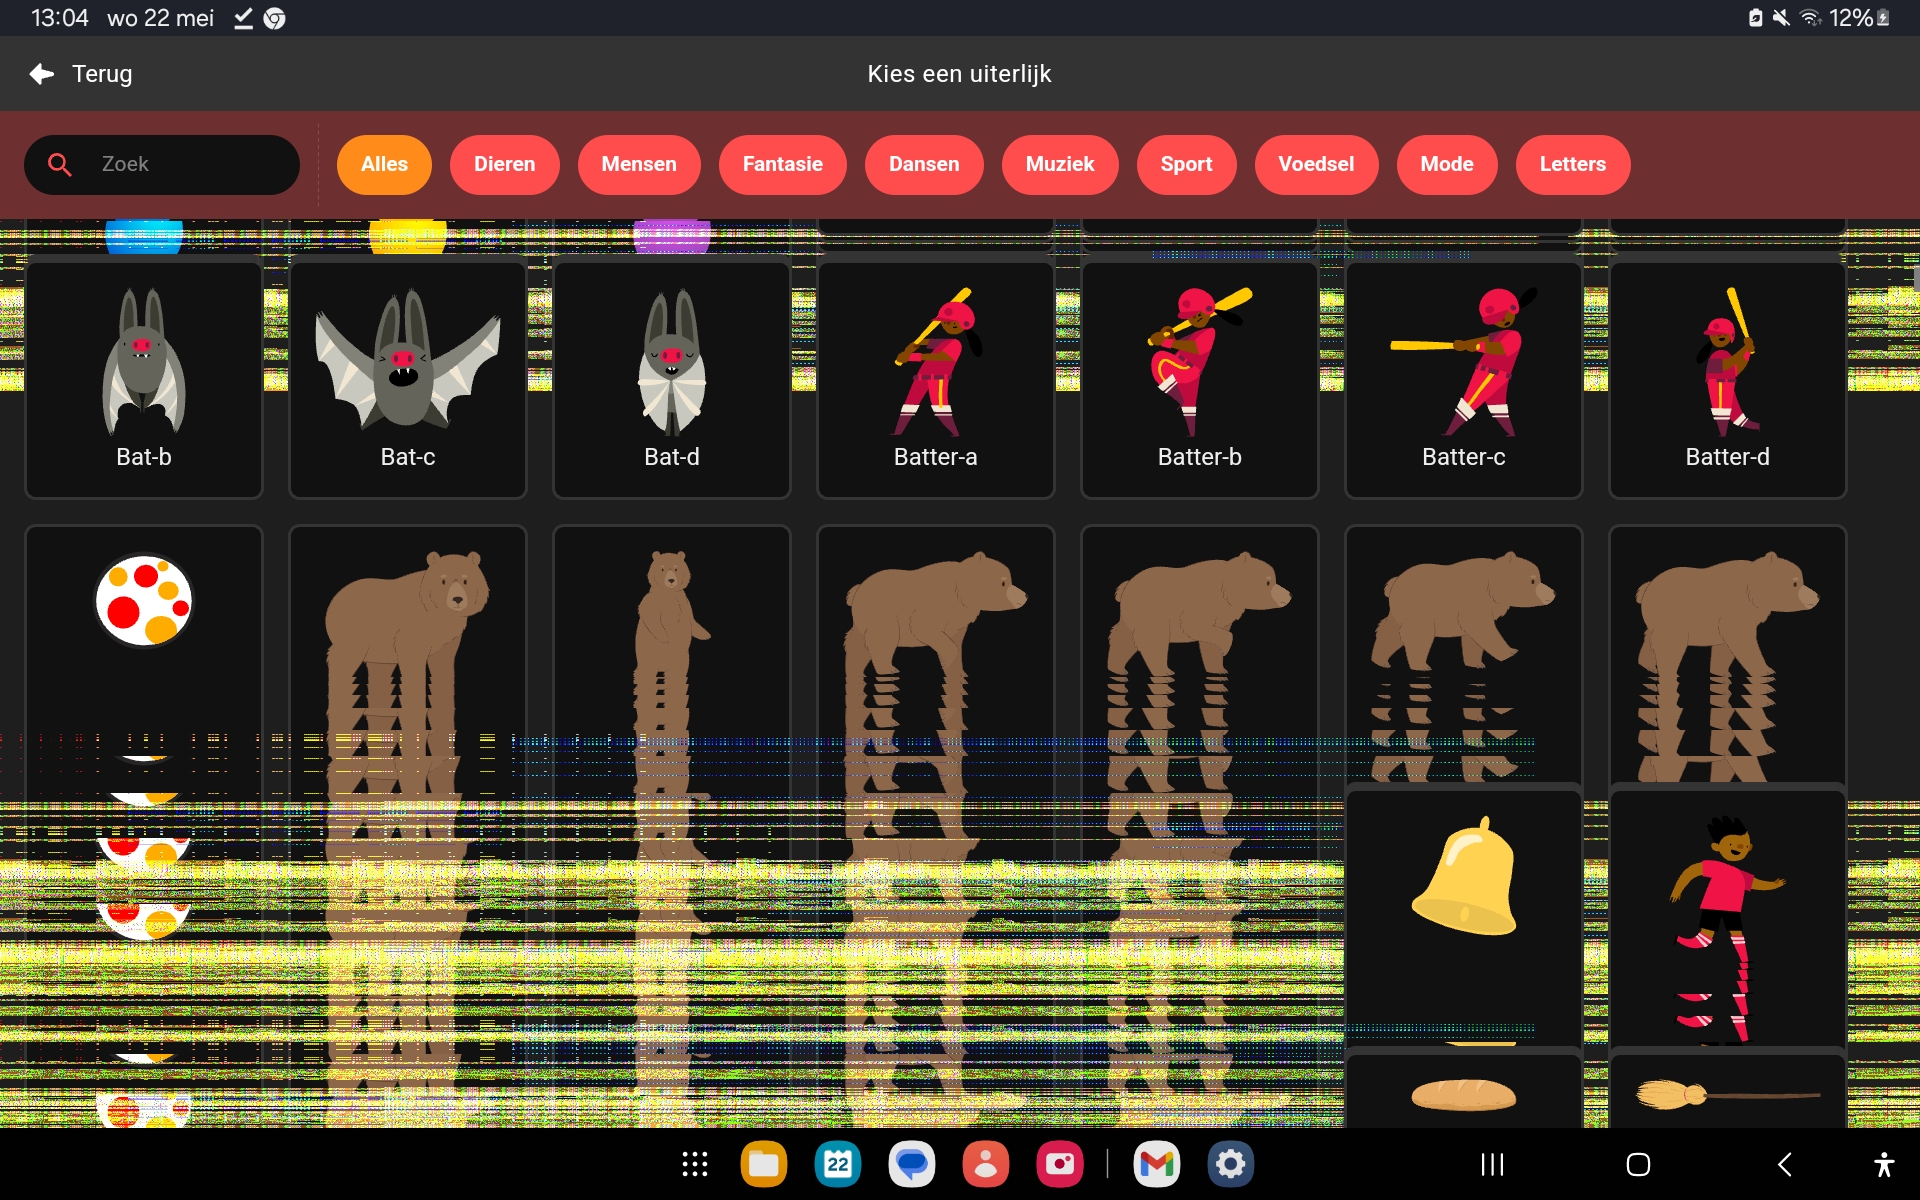 13:04 wo 22 mei 12%
Terug Kies een uiterlijk
Zoek Alles Dieren Mensen Fantasie Dansen Muziek Sport Voedsel Mode Letters
Bat-b Bat-c Bat-d Batter-a Batter-b Batter-c Batter-d
22